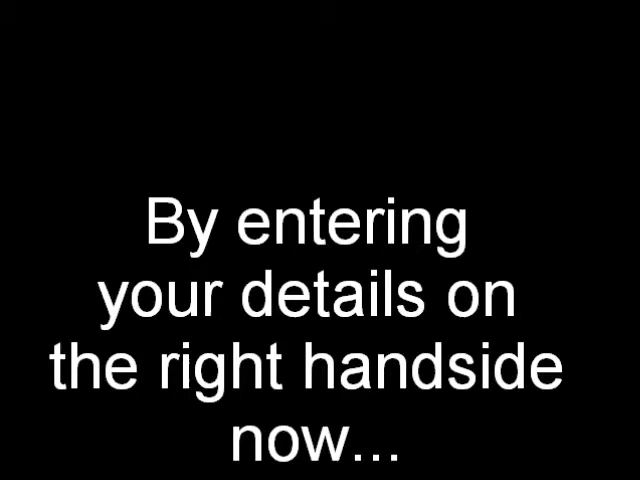 By entering
your details on
the right handside
now...